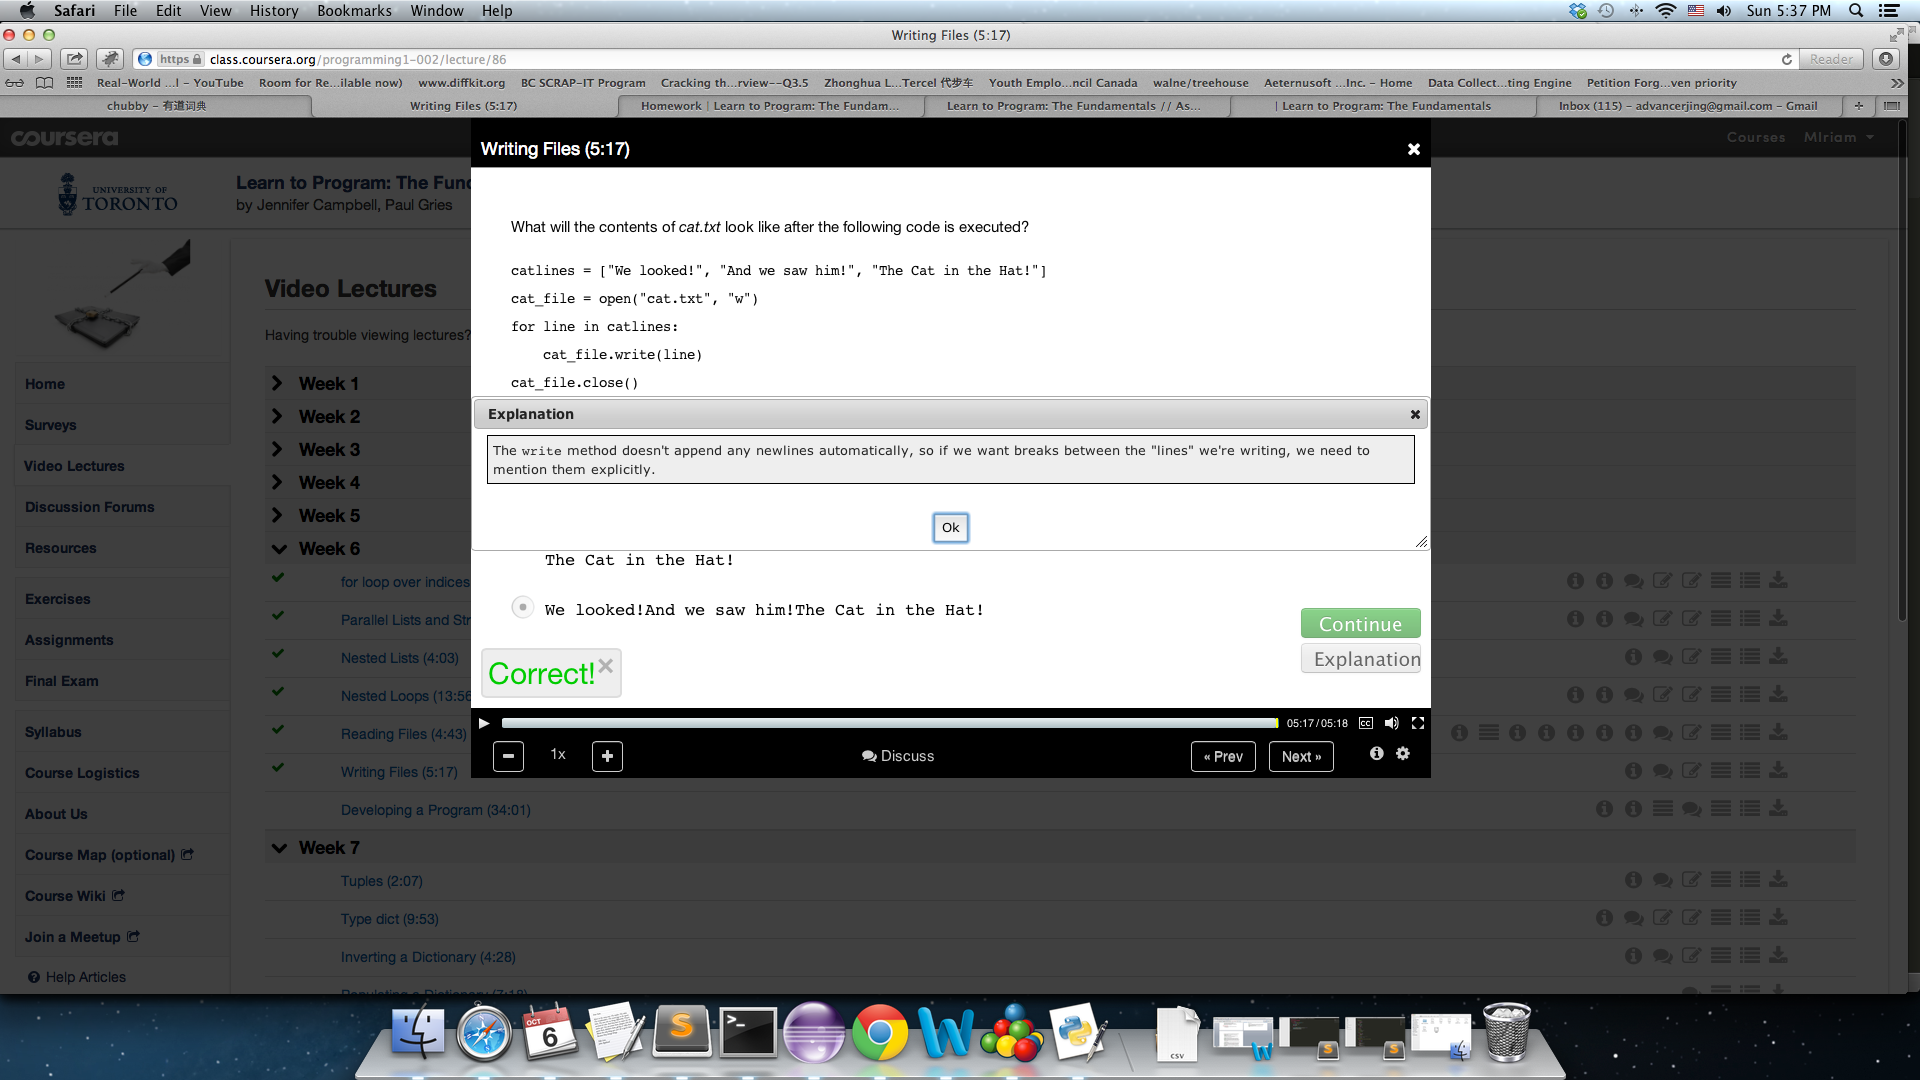 Safari File Edit View History Bookmarks Window Help Sun 5:37 PM
Writing Files (5:17)
https class.coursera.org/programming1-002/lecture/86 Reader
Real-World ...l – YouTube Room for Re...ilable now) www.diffkit.org BC SCRAP-IT Program Cracking th...rview--Q3.5 Zhonghua L...Tercel 代步车 Youth Emplo...ncil Canada walne/treehouse Aeternusoft ...Inc. – Home Data Collect...ting Engine Petition Forg...ven priority
chubby – 有道词典 Writing Files (5:17) Homework | Learn to Program: The Fundam... Learn to Program: The Fundamentals // As... | Learn to Program: The Fundamentals Inbox (115) – advancerjing@gmail.com – Gmail
coursera Courses MIriam
Writing Files (5:17)
UNIVERSITY OF
TORONTO
Learn to Program: The Fund
by Jennifer Campbell, Paul Gries
What will the contents of cat.txt look like after the following code is executed?
catlines = ["We looked!", "And we saw him!", "The Cat in the Hat!"]
cat_file = open("cat.txt", "w")
for line in catlines:
cat_file.write(line)
cat_file.close()
Explanation
The write method doesn't append any newlines automatically, so if we want breaks between the "lines" we're writing, we need to
mention them explicitly.
Ok
The Cat in the Hat!
We looked!And we saw him!The Cat in the Hat!
Continue
Explanation
Correct!
05:17/05:18 CC
1x Discuss « Prev Next »
Home
Surveys
Video Lectures
Discussion Forums
Resources
Exercises
Assignments
Final Exam
Syllabus
Course Logistics
About Us
Course Map (optional)
Course Wiki
Join a Meetup
Help Articles
Video Lectures
Having trouble viewing lectures?
Week 1
Week 2
Week 3
Week 4
Week 5
Week 6
for loop over indices
Parallel Lists and Str
Nested Lists (4:03)
Nested Loops (13:56
Reading Files (4:43)
Writing Files (5:17)
Developing a Program (34:01)
Week 7
Tuples (2:07)
Type dict (9:53)
Inverting a Dictionary (4:28)
OCT
6
CSV